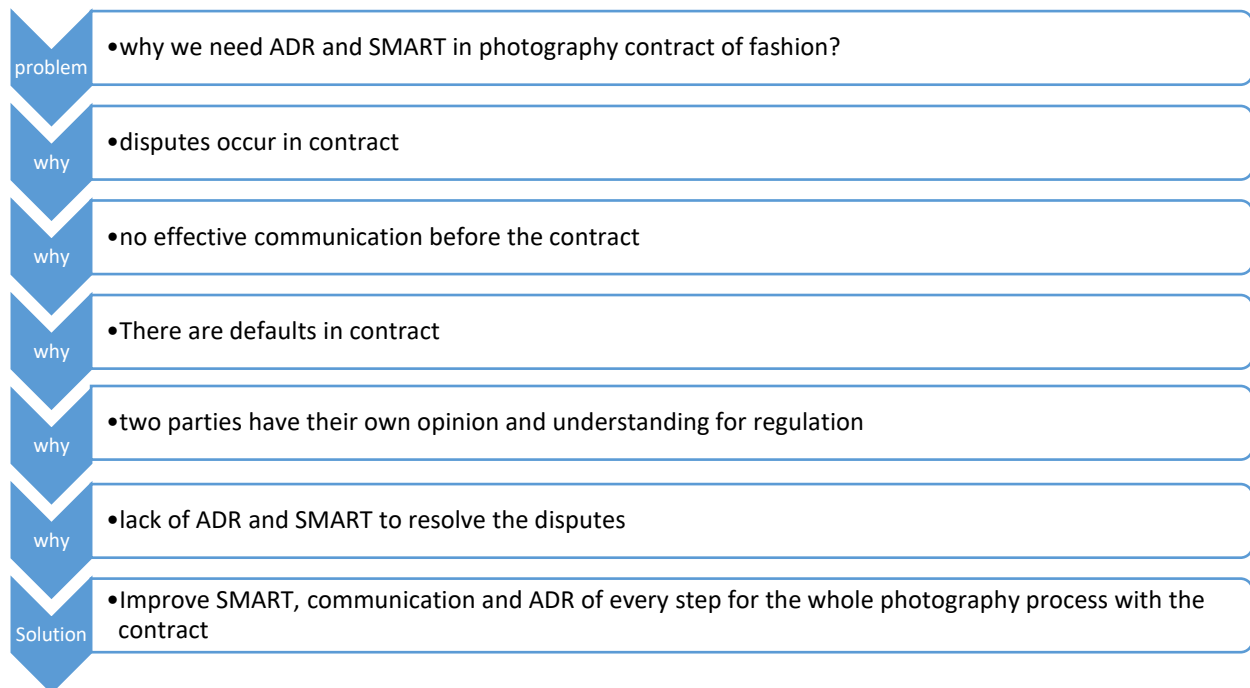 problem
•why we need ADR and SMART in photography contract of fashion?
why
•disputes occur in contract
why
•no effective communication before the contract
why
•There are defaults in contract
why
•two parties have their own opinion and understanding for regulation
why
•lack of ADR and SMART to resolve the disputes
Solution
•Improve SMART, communication and ADR of every step for the whole photography process with the
contract